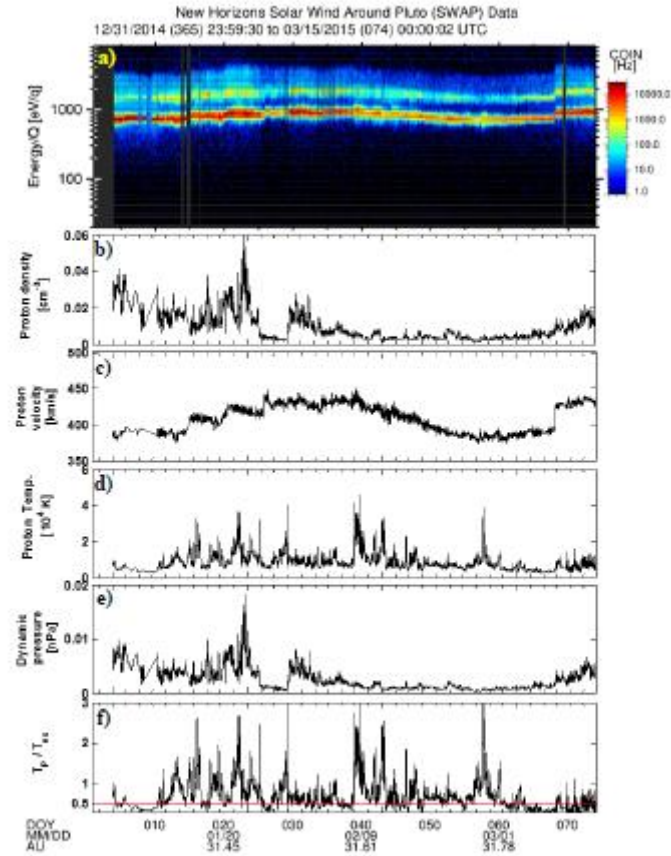 New Horizons Solar Wind Around Pluto (SWAP) Data
12/31/2014 (365) 23:59:30 to 03/15/2015 (074) 00:00:02 UTC
a)
Energy/Q [eV/q]
1000
100
COIN
[Hz]
10000.0
1000.0
100.0
10.0
1.0
b)
Proton density
[cm⁻³]
0.06
0.04
0.02
0
c)
Proton
velocity
[km/s]
500
450
400
350
d)
Proton Temp.
[10⁴ K]
6
4
2
0
e)
Dynamic
pressure
[nPa]
0.02
0.01
0
f)
3
2
1
0.5
DOY 010 020 030 040 050 060 070
MM/DD 01/20 02/09 03/01
AU 31.45 31.61 31.78